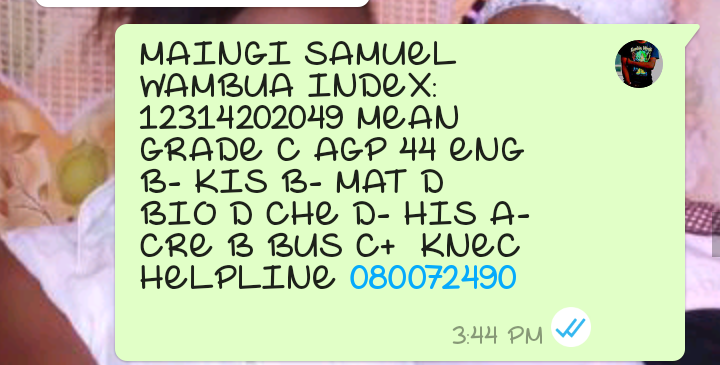 MAINGI SAMUEL
WAMBUA INDEX:
12314202049 MEAN
GRADE C AGP 44 ENG
B- KIS B- MAT D
BIO D CHE D- HIS A-
CRE B BUS C+  KNEC
HELPLINE 080072490
3:44 PM